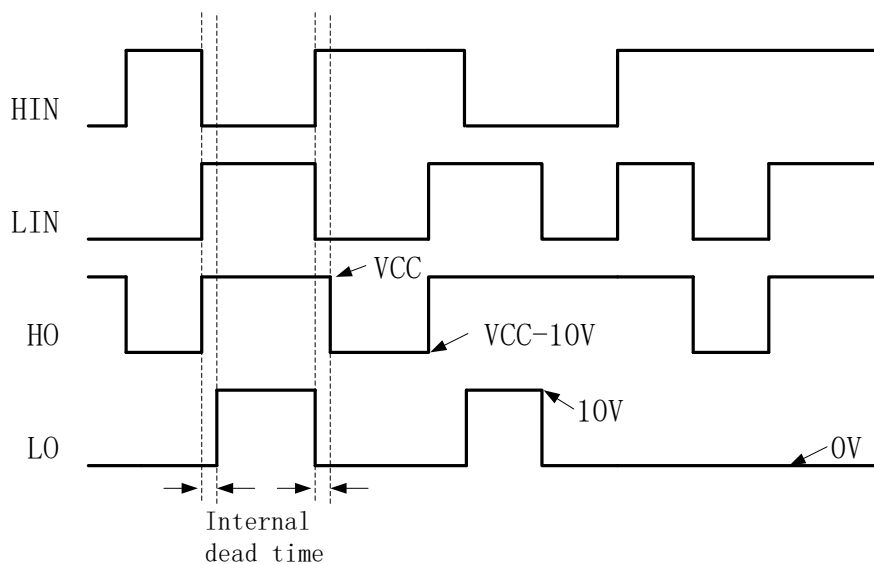 HIN
LIN
VCC
HO
VCC-10V
10V
LO
0V
Internal
dead time